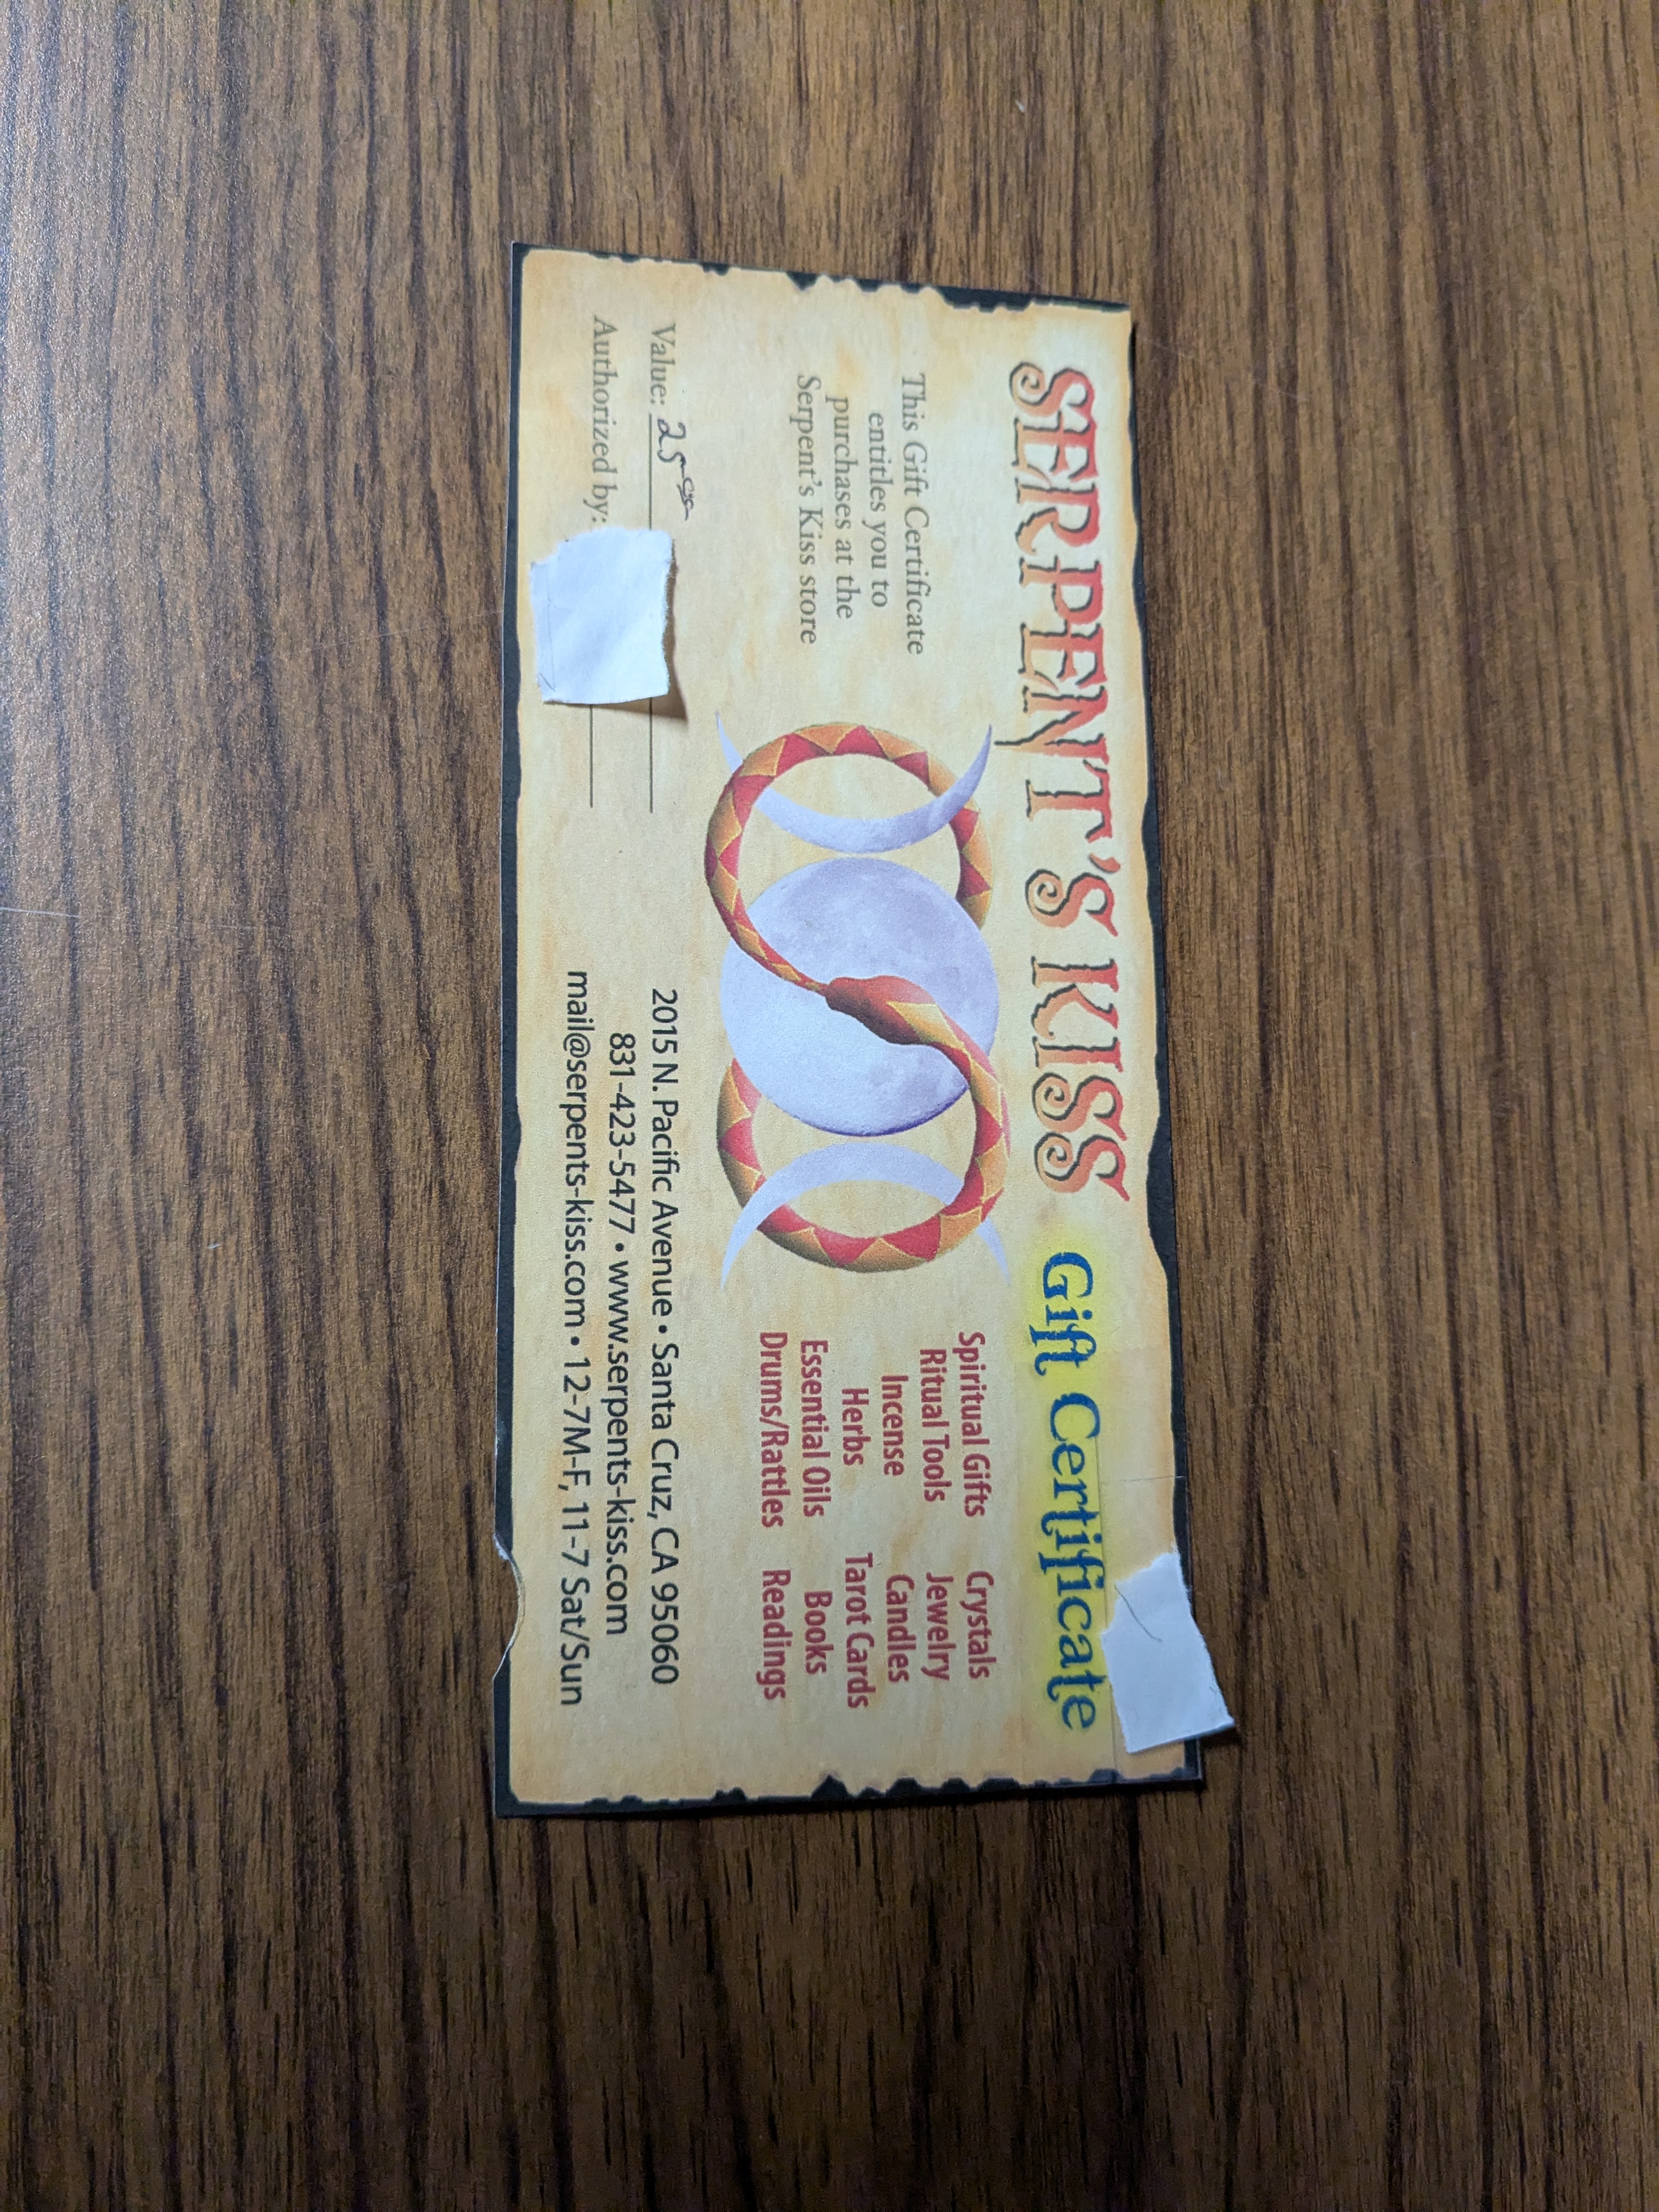 SERPENT'S KISS Gift Certificate
This Gift Certificate
entitles you to
purchases at the
Serpent's Kiss store
Spiritual Gifts Crystals
Ritual Tools Jewelry
Incense Candles
Herbs Tarot Cards
Essential Oils Books
Drums/Rattles Readings
Value: 25
Authorized by:
2015 N. Pacific Avenue • Santa Cruz, CA 95060
831-423-5477 • www.serpents-kiss.com
mail@serpents-kiss.com • 12-7M-F, 11-7 Sat/Sun